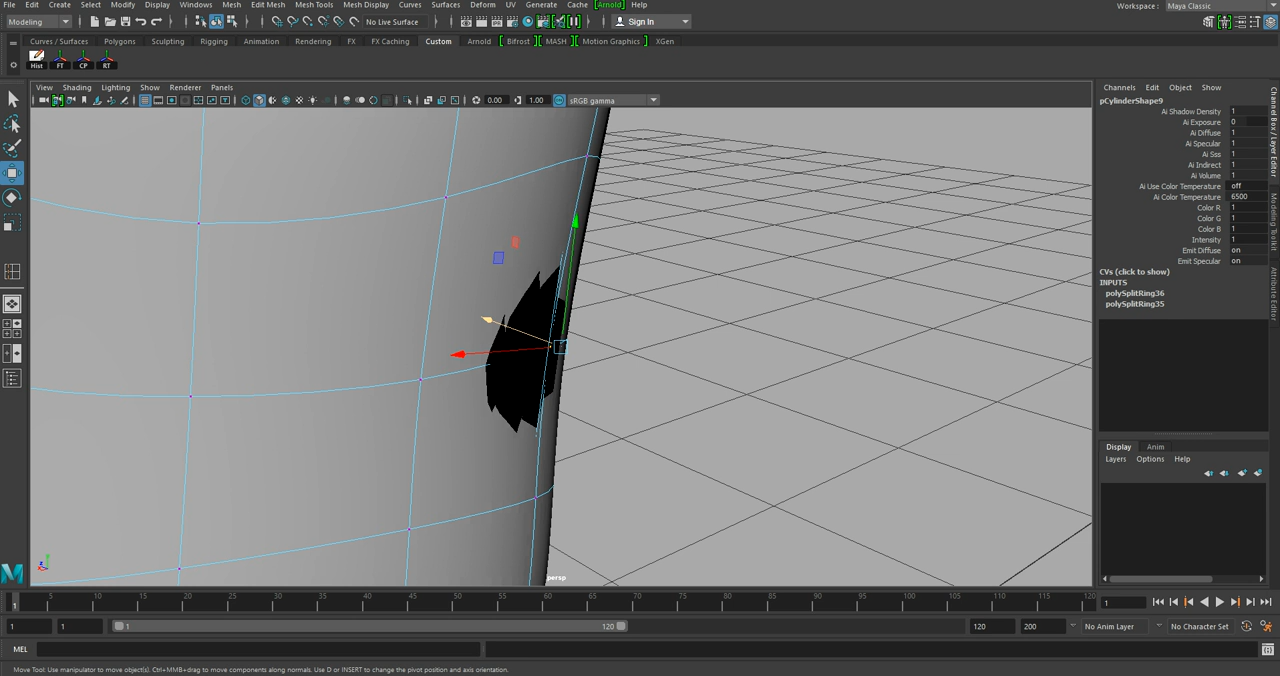 File Edit Create Select Modify Display Windows Mesh Edit Mesh Mesh Tools Mesh Display Curves Surfaces Deform UV Generate Cache [Arnold] Help
Workspace : Maya Classic
Modeling
No Live Surface
Sign In
Curves / Surfaces Polygons Sculpting Rigging Animation Rendering FX FX Caching Custom Arnold [ Bifrost ] [ MASH ] [ Motion Graphics ] XGen
Hist FT CP RT
View Shading Lighting Show Renderer Panels
0.00 1.00 sRGB gamma
persp
Channels Edit Object Show
pCylinderShape9
Ai Shadow Density 1
Ai Exposure 0
Ai Diffuse 1
Ai Specular 1
Ai Sss 1
Ai Indirect 1
Ai Volume 1
Ai Use Color Temperature off
Ai Color Temperature 6500
Color R 1
Color G 1
Color B 1
Intensity 1
Emit Diffuse on
Emit Specular on
CVs (click to show)
INPUTS
polySplitRing36
polySplitRing35
Channel Box / Layer Editor
Modeling Toolkit
Attribute Editor
Display Anim
Layers Options Help
1 5 10 15 20 25 30 35 40 45 50 55 60 65 70 75 80 85 90 95 100 105 110 115 120
1
1 1 1 120 120 200 No Anim Layer No Character Set
MEL
Move Tool: Use manipulator to move object(s). Ctrl+MMB+drag to move components along normals. Use D or INSERT to change the pivot position and axis orientation.